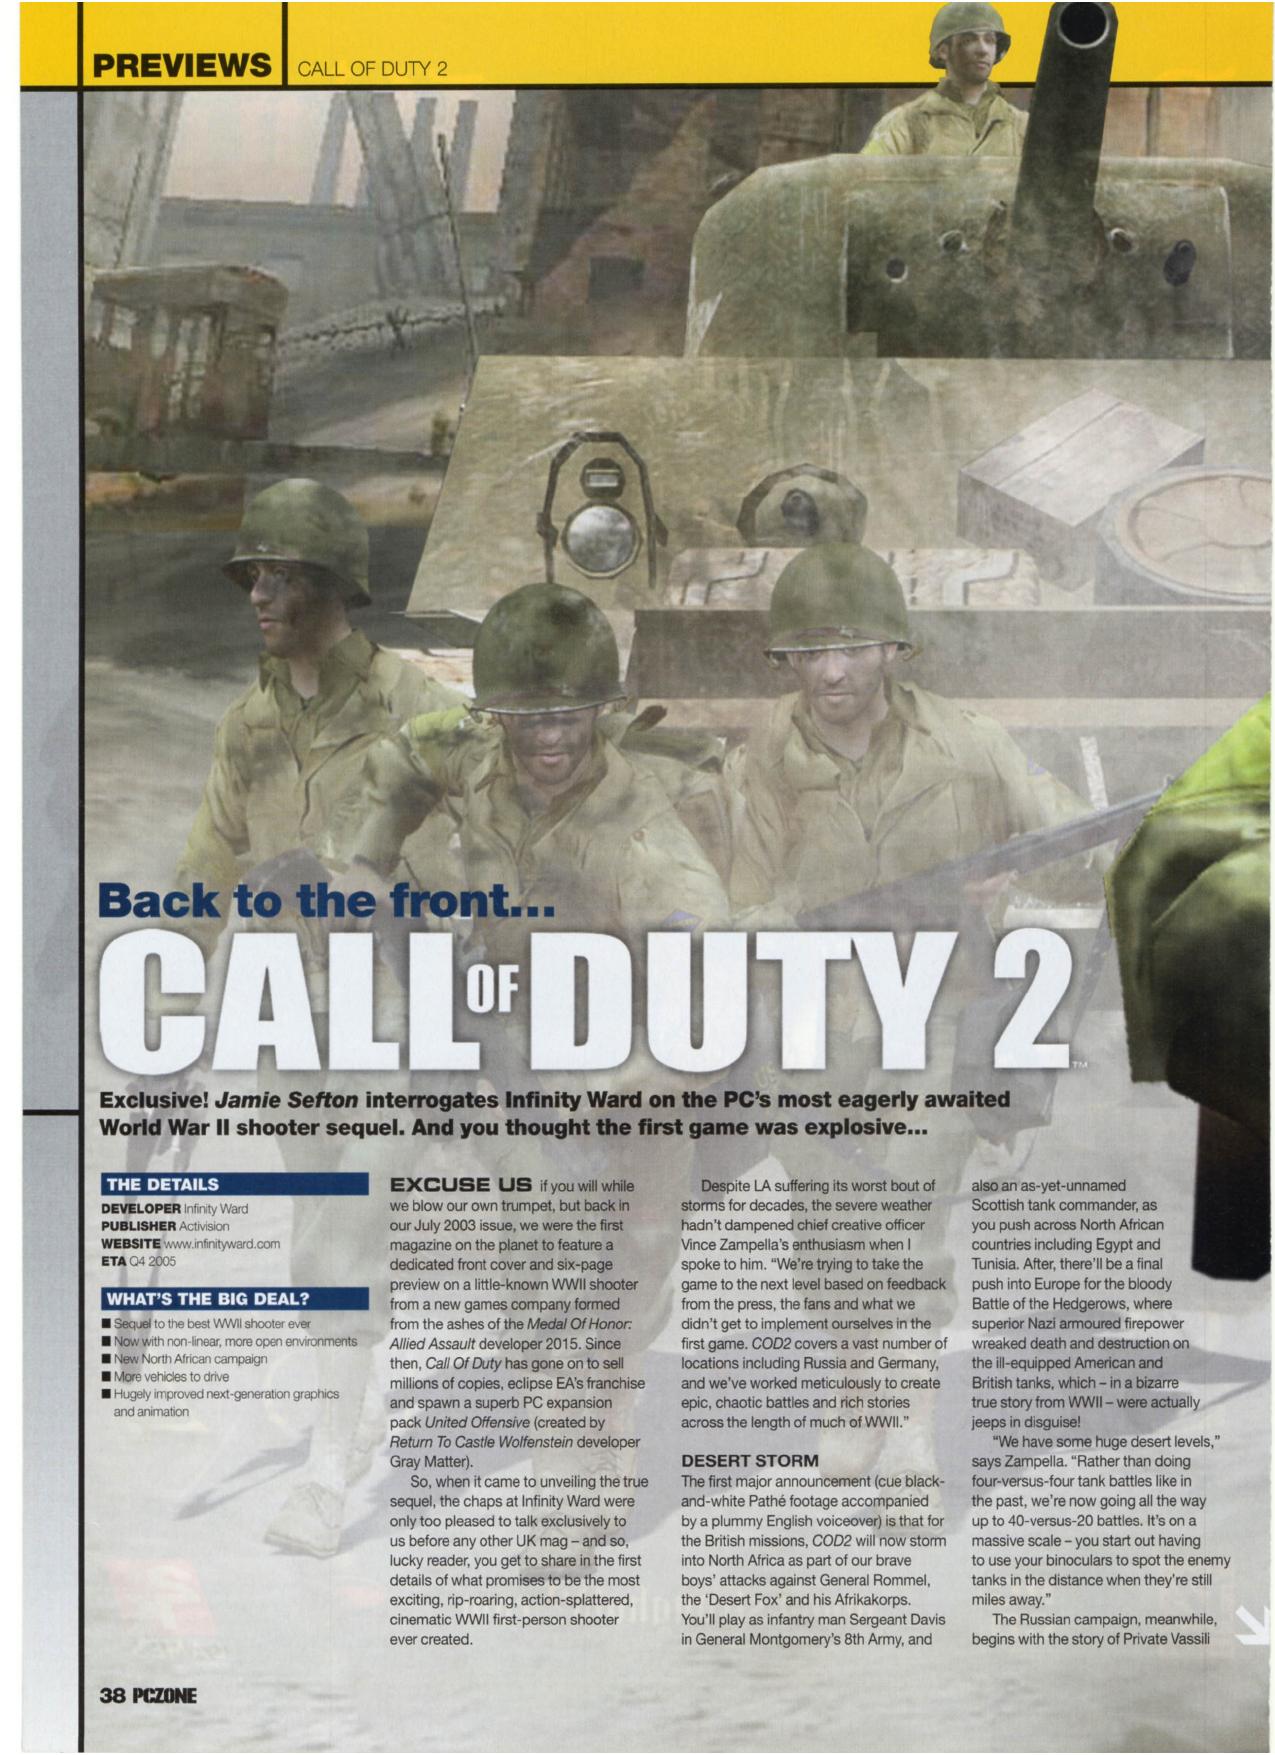 PREVIEWS
CALL OF DUTY 2
Back to the front...
CALL OF DUTY 2
™
Exclusive! Jamie Sefton interrogates Infinity Ward on the PC's most eagerly awaited
World War II shooter sequel. And you thought the first game was explosive...
THE DETAILS
DEVELOPER Infinity Ward
PUBLISHER Activision
WEBSITE www.infinityward.com
ETA Q4 2005
WHAT'S THE BIG DEAL?
■ Sequel to the best WWII shooter ever
■ Now with non-linear, more open environments
■ New North African campaign
■ More vehicles to drive
■ Hugely improved next-generation graphics
and animation
EXCUSE US if you will while
we blow our own trumpet, but back in
our July 2003 issue, we were the first
magazine on the planet to feature a
dedicated front cover and six-page
preview on a little-known WWII shooter
from a new games company formed
from the ashes of the Medal Of Honor:
Allied Assault developer 2015. Since
then, Call Of Duty has gone on to sell
millions of copies, eclipse EA's franchise
and spawn a superb PC expansion
pack United Offensive (created by
Return To Castle Wolfenstein developer
Gray Matter).
So, when it came to unveiling the true
sequel, the chaps at Infinity Ward were
only too pleased to talk exclusively to
us before any other UK mag – and so,
lucky reader, you get to share in the first
details of what promises to be the most
exciting, rip-roaring, action-splattered,
cinematic WWII first-person shooter
ever created.
Despite LA suffering its worst bout of
storms for decades, the severe weather
hadn't dampened chief creative officer
Vince Zampella's enthusiasm when I
spoke to him. "We're trying to take the
game to the next level based on feedback
from the press, the fans and what we
didn't get to implement ourselves in the
first game. COD2 covers a vast number of
locations including Russia and Germany,
and we've worked meticulously to create
epic, chaotic battles and rich stories
across the length of much of WWII."
DESERT STORM
The first major announcement (cue black-
and-white Pathé footage accompanied
by a plummy English voiceover) is that for
the British missions, COD2 will now storm
into North Africa as part of our brave
boys' attacks against General Rommel,
the 'Desert Fox' and his Afrikakorps.
You'll play as infantry man Sergeant Davis
in General Montgomery's 8th Army, and
also an as-yet-unnamed
Scottish tank commander, as
you push across North African
countries including Egypt and
Tunisia. After, there'll be a final
push into Europe for the bloody
Battle of the Hedgerows, where
superior Nazi armoured firepower
wreaked death and destruction on
the ill-equipped American and
British tanks, which – in a bizarre
true story from WWII – were actually
jeeps in disguise!
"We have some huge desert levels,"
says Zampella. "Rather than doing
four-versus-four tank battles like in
the past, we're now going all the way
up to 40-versus-20 battles. It's on a
massive scale – you start out having
to use your binoculars to spot the enemy
tanks in the distance when they're still
miles away."
The Russian campaign, meanwhile,
begins with the story of Private Vassili
38 PCZONE